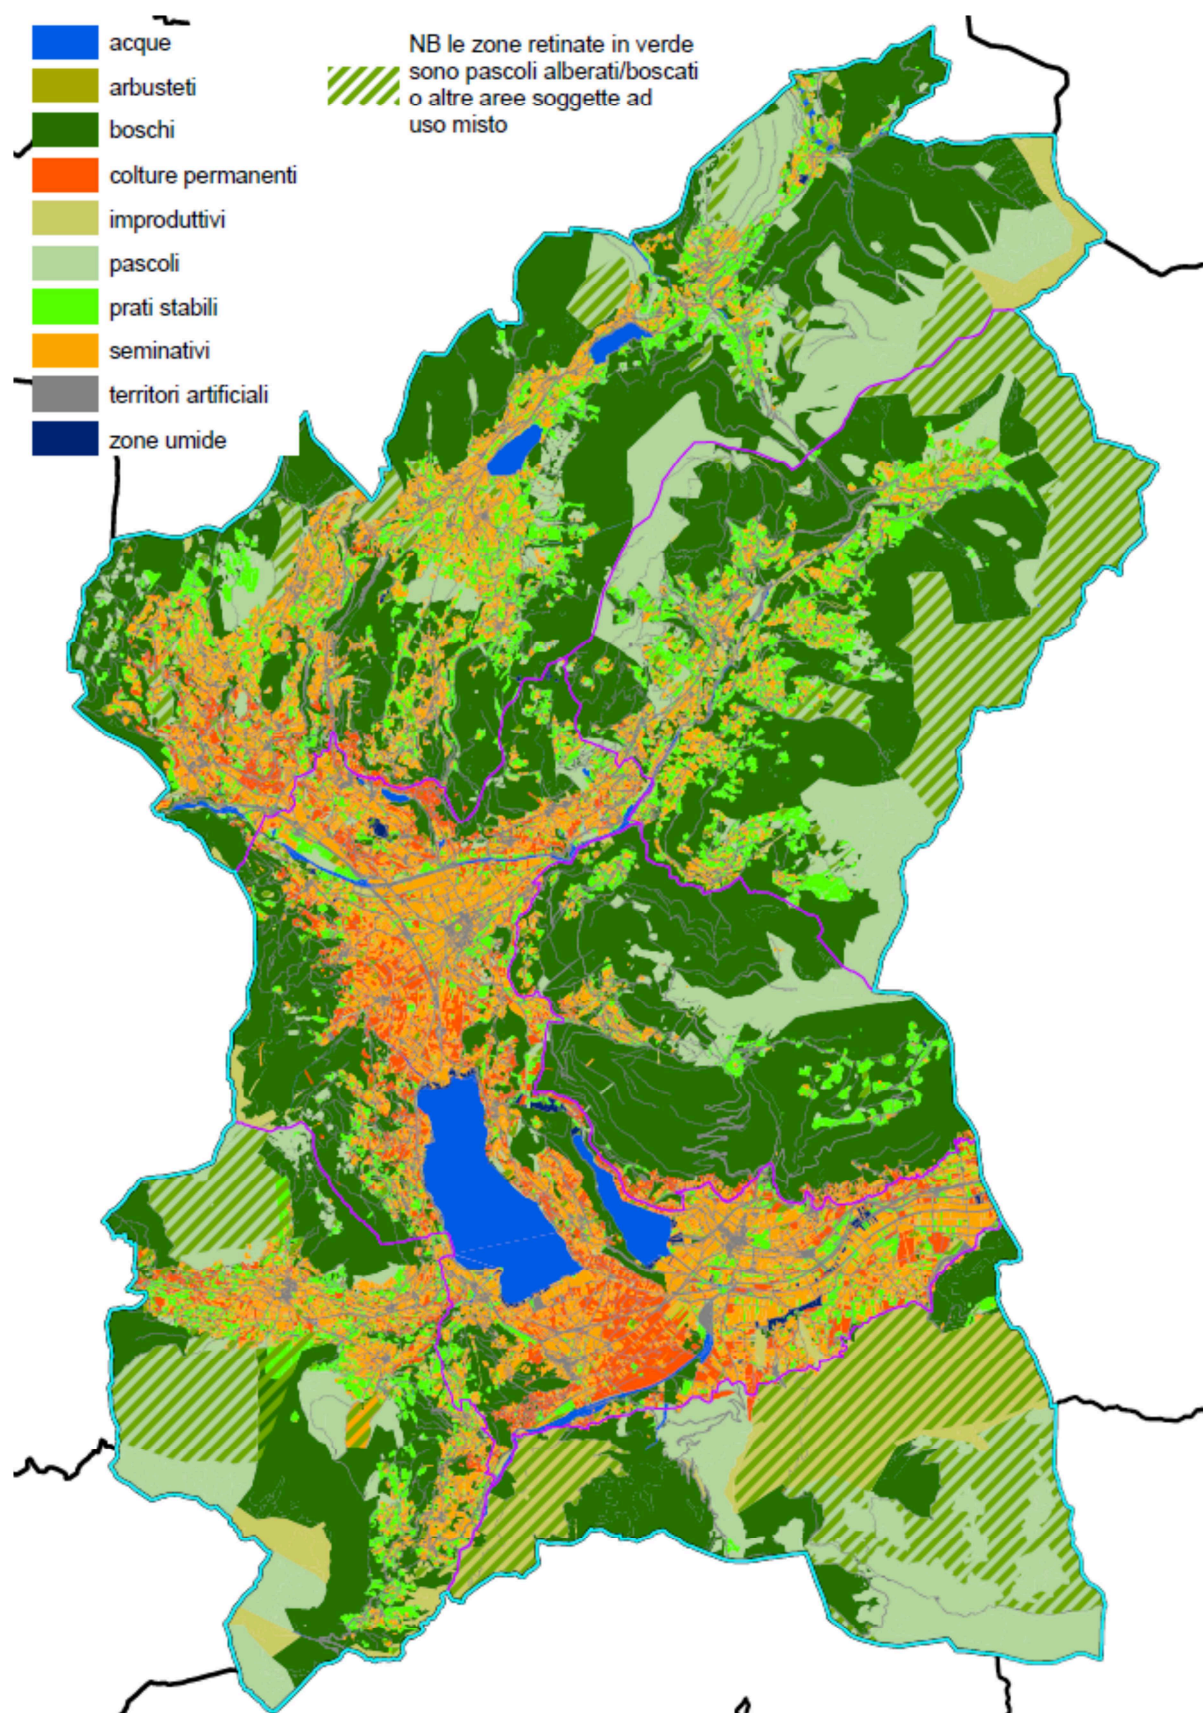 acque
arbusteti
boschi
colture permanenti
improduttivi
pascoli
prati stabili
seminativi
territori artificiali
zone umide
NB le zone retinate in verde
sono pascoli alberati/boscati
o altre aree soggette ad
uso misto